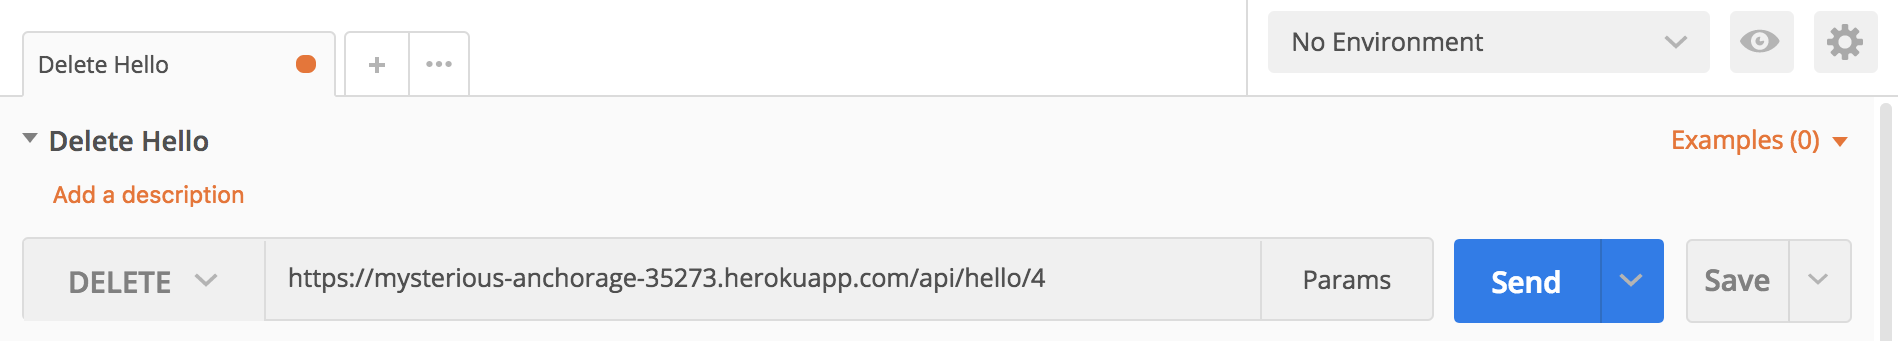 Delete Hello
No Environment
Delete Hello
Examples (0)
Add a description
DELETE
https://mysterious-anchorage-35273.herokuapp.com/api/hello/4
Params
Send
Save